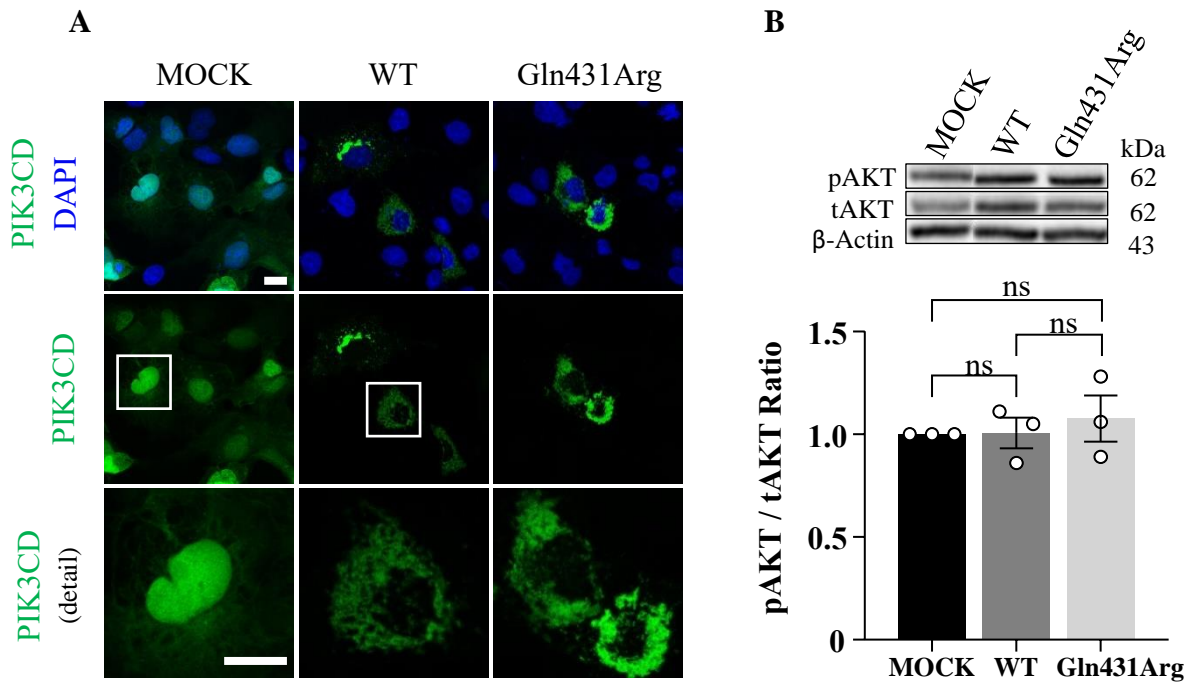 A
MOCK
WT
Gln431Arg
PIK3CD
DAPI
PIK3CD
PIK3CD
(detail)
B
MOCK
WT
Gln431Arg
kDa
pAKT
62
tAKT
62
β-Actin
43
ns
ns
ns
pAKT / tAKT Ratio
1.5
1.0
0.5
0
MOCK
WT
Gln431Arg